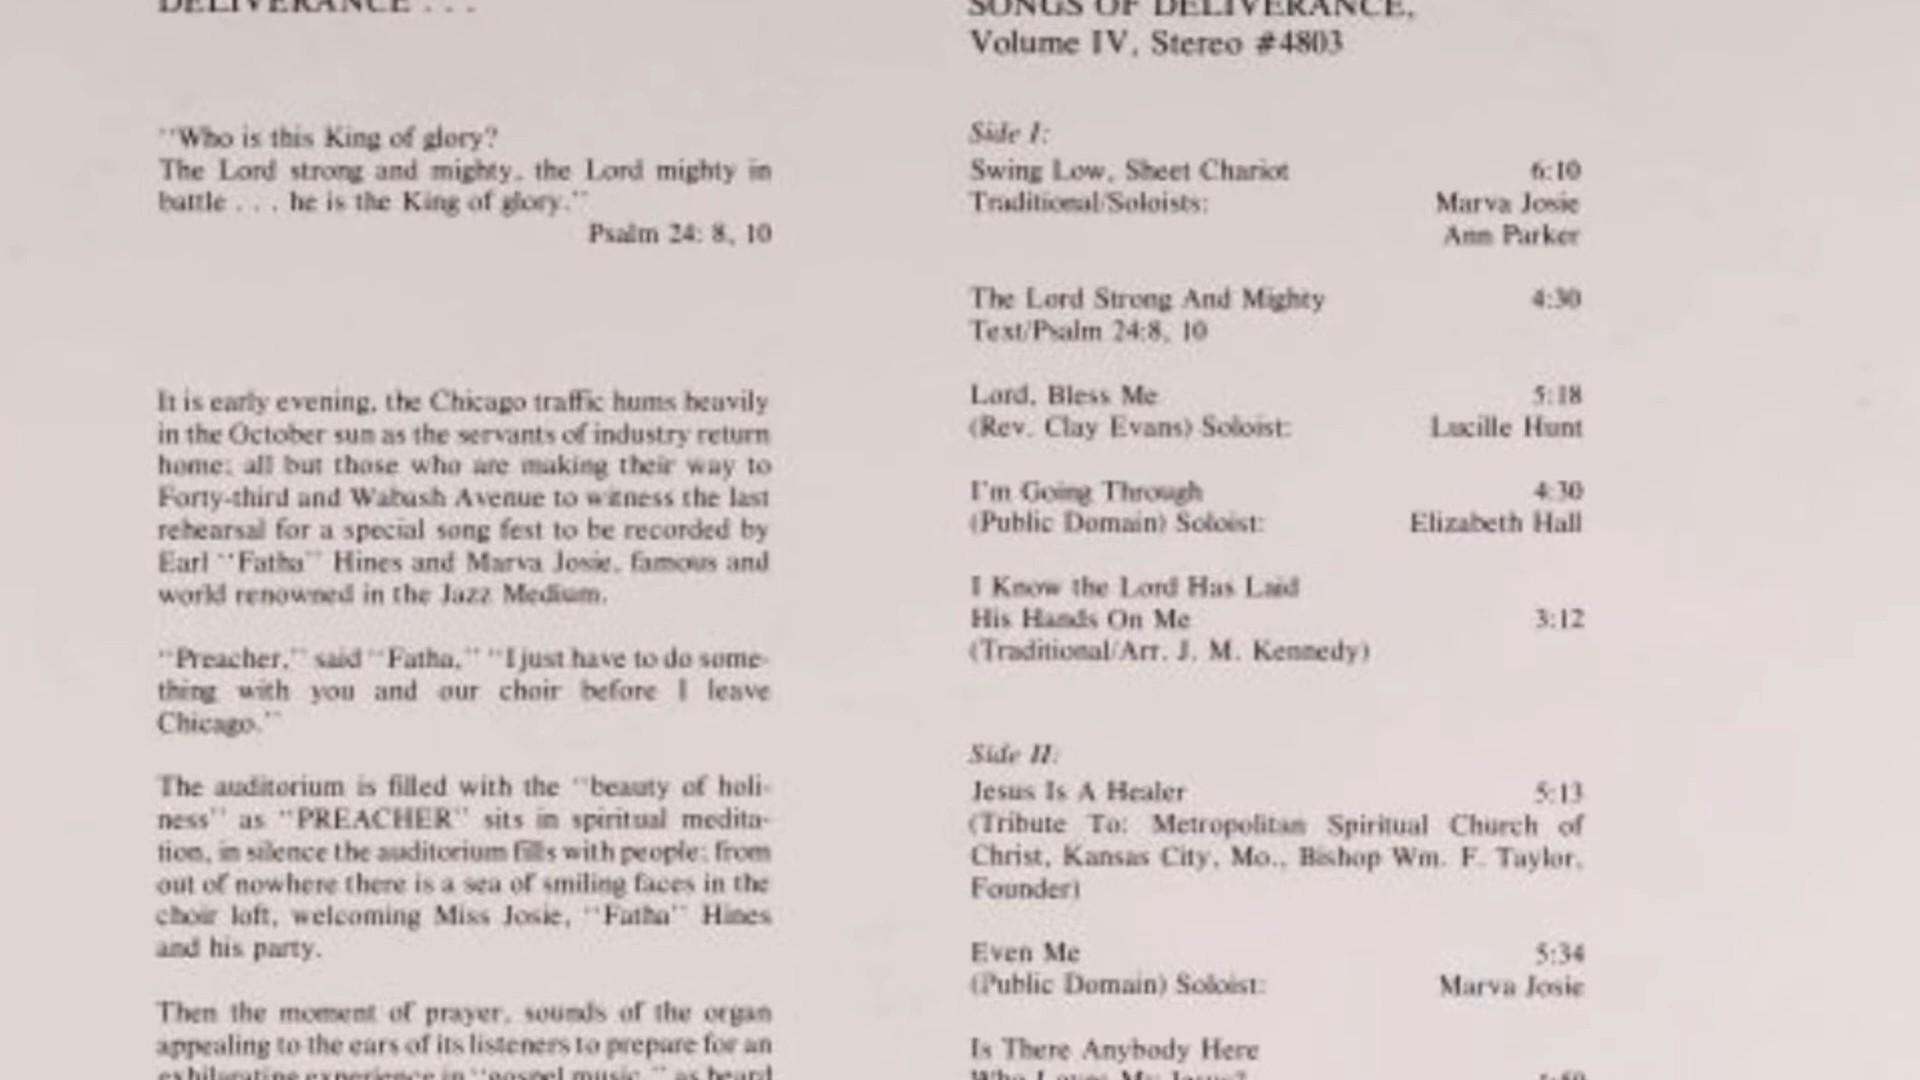 DELIVERANCE . . .
"Who is this King of glory?
The Lord strong and mighty, the Lord mighty in
battle . . . he is the King of glory."
Psalm 24: 8, 10
It is early evening, the Chicago traffic hums heavily
in the October sun as the servants of industry return
home; all but those who are making their way to
Forty-third and Wabash Avenue to witness the last
rehearsal for a special song fest to be recorded by
Earl "Fatha" Hines and Marva Josie, famous and
world renowned in the Jazz Medium.
"Preacher," said "Fatha," "I just have to do some-
thing with you and our choir before I leave
Chicago."
The auditorium is filled with the "beauty of holi-
ness" as "PREACHER" sits in spiritual medita-
tion, in silence the auditorium fills with people; from
out of nowhere there is a sea of smiling faces in the
choir loft, welcoming Miss Josie, "Fatha" Hines
and his party.
Then the moment of prayer, sounds of the organ
appealing to the ears of its listeners to prepare for an
exhilarating experience in "gospel music," as heard
SONGS OF DELIVERANCE,
Volume IV, Stereo #4803
Side I:
Swing Low, Sheet Chariot 6:10
Traditional/Soloists: Marva Josie
Ann Parker
The Lord Strong And Mighty 4:30
Text/Psalm 24:8, 10
Lord, Bless Me 5:18
(Rev. Clay Evans) Soloist: Lucille Hunt
I'm Going Through 4:30
(Public Domain) Soloist: Elizabeth Hall
I Know the Lord Has Laid
His Hands On Me 3:12
(Traditional/Arr. J. M. Kennedy)
Side II:
Jesus Is A Healer 5:13
(Tribute To: Metropolitan Spiritual Church of
Christ, Kansas City, Mo., Bishop Wm. F. Taylor,
Founder)
Even Me 5:34
(Public Domain) Soloist: Marva Josie
Is There Anybody Here
Who Loves My Jesus?